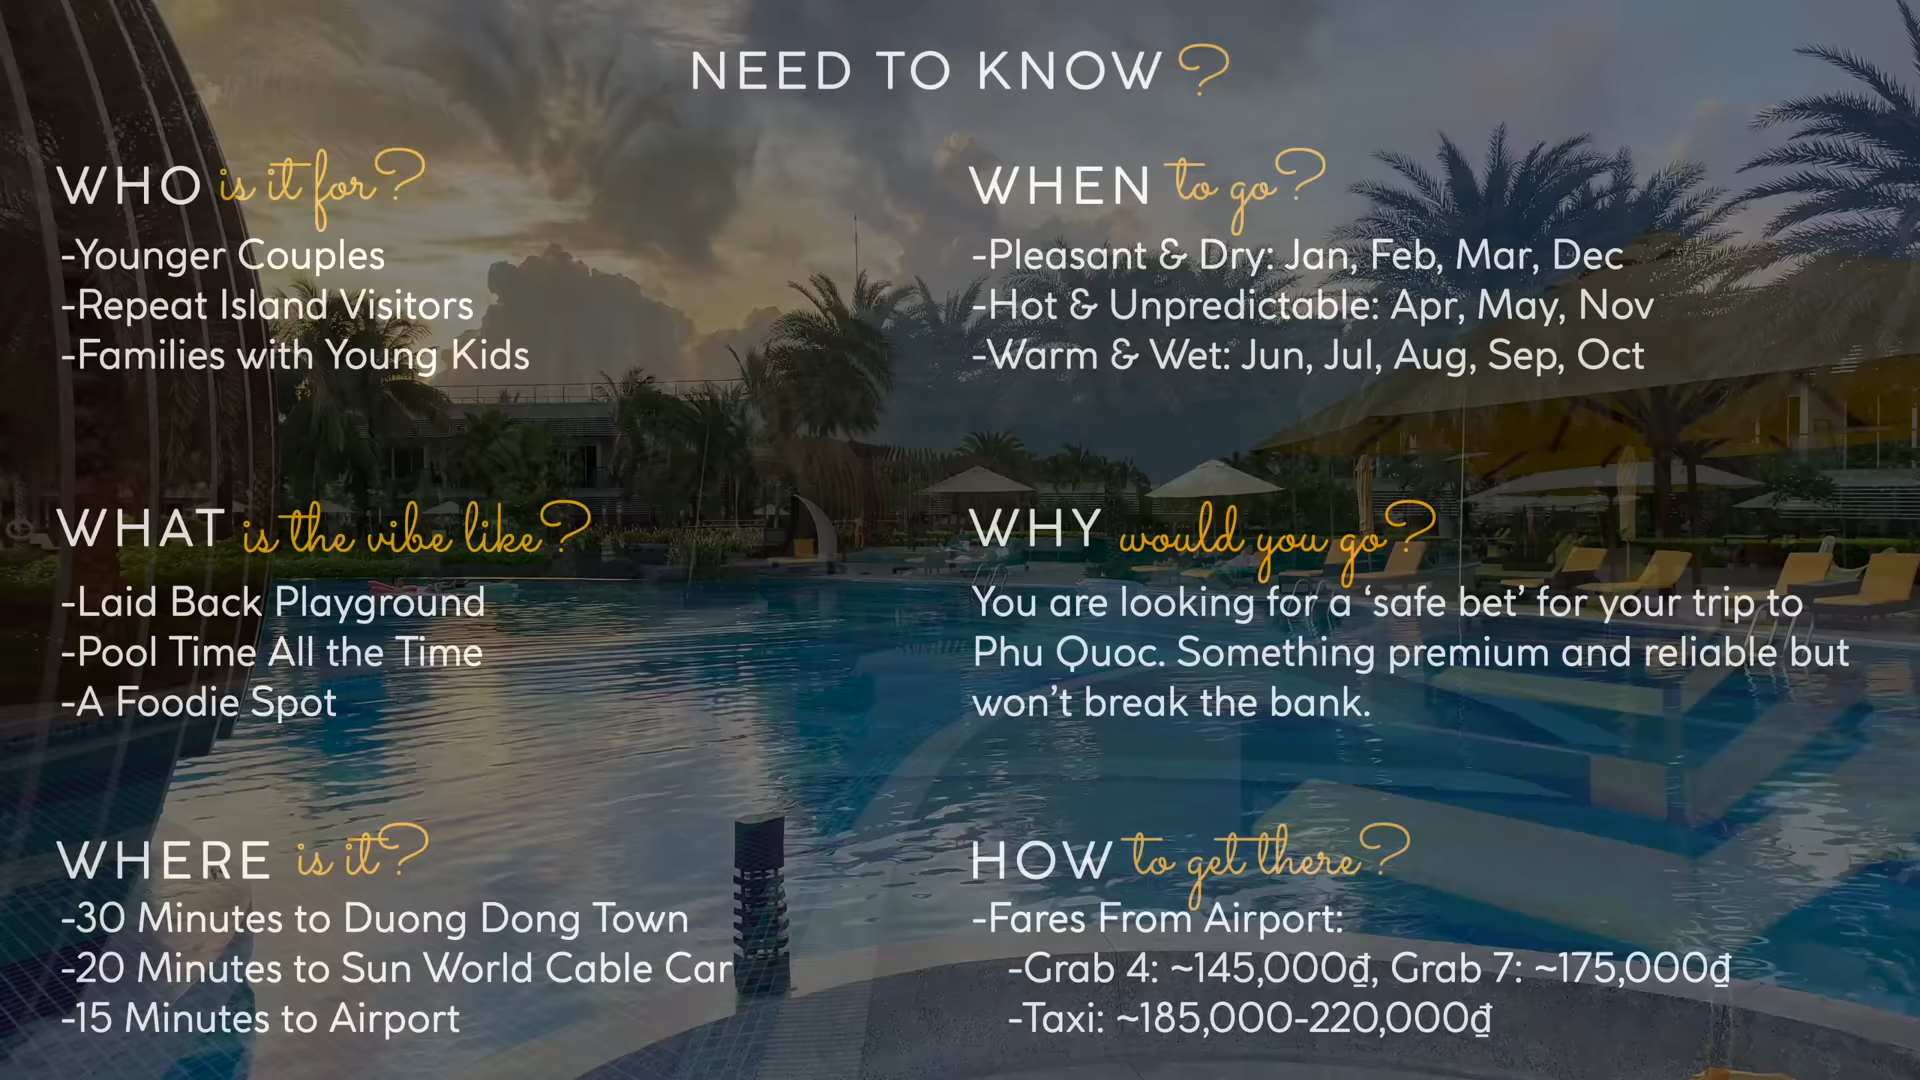 NEED TO KNOW?
WHO is it for?
-Younger Couples
-Repeat Island Visitors
-Families with Young Kids
WHEN to go?
-Pleasant & Dry: Jan, Feb, Mar, Dec
-Hot & Unpredictable: Apr, May, Nov
-Warm & Wet: Jun, Jul, Aug, Sep, Oct
WHAT is the vibe like?
-Laid Back Playground
-Pool Time All the Time
-A Foodie Spot
WHY would you go?
You are looking for a ‘safe bet’ for your trip to
Phu Quoc. Something premium and reliable but
won’t break the bank.
WHERE is it?
-30 Minutes to Duong Dong Town
-20 Minutes to Sun World Cable Car
-15 Minutes to Airport
HOW to get there?
-Fares From Airport:
-Grab 4: ~145,000₫, Grab 7: ~175,000₫
-Taxi: ~185,000-220,000₫